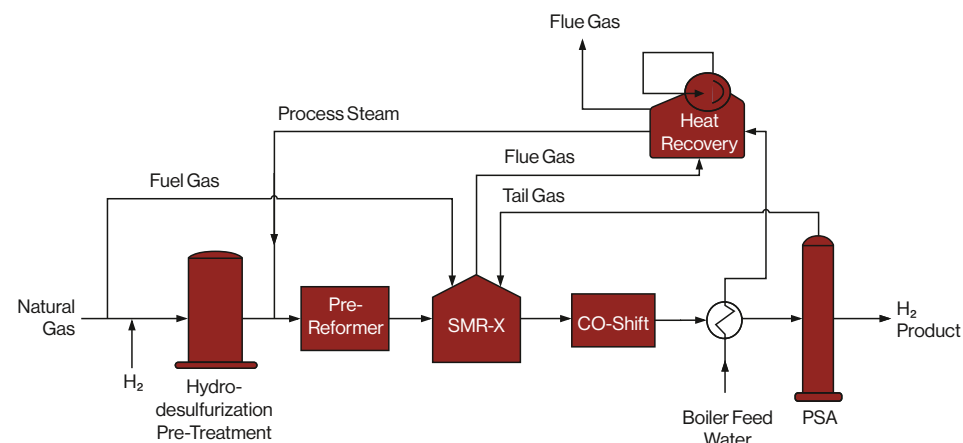 Flue Gas
Heat
Recovery
Process Steam
Flue Gas
Fuel Gas
Tail Gas
Natural
Gas
H₂
Hydro-
desulfurization
Pre-Treatment
Pre-
Reformer
SMR-X
CO-Shift
Boiler Feed
Water
PSA
H₂
Product